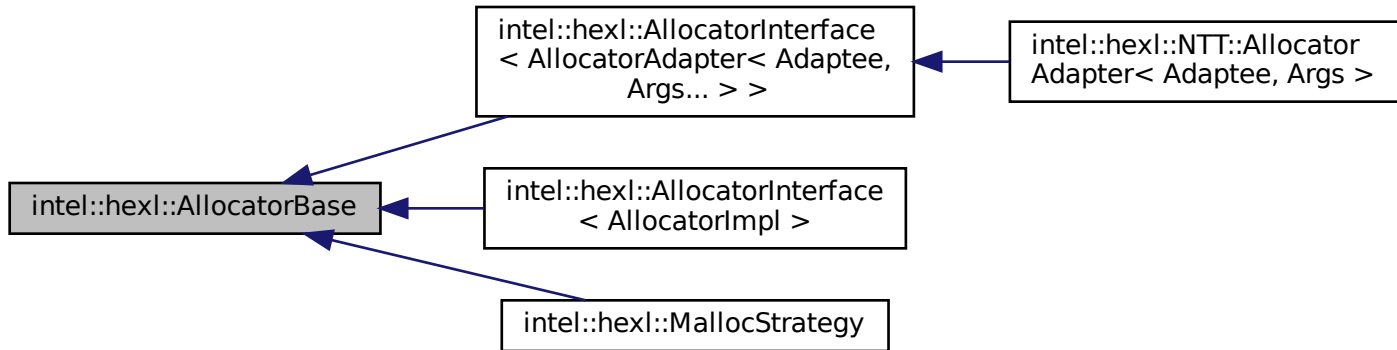 intel::hexl::AllocatorInterface
< AllocatorAdapter< Adaptee,
Args... > >
intel::hexl::NTT::Allocator
Adapter< Adaptee, Args >
intel::hexl::AllocatorBase
intel::hexl::AllocatorInterface
< AllocatorImpl >
intel::hexl::MallocStrategy